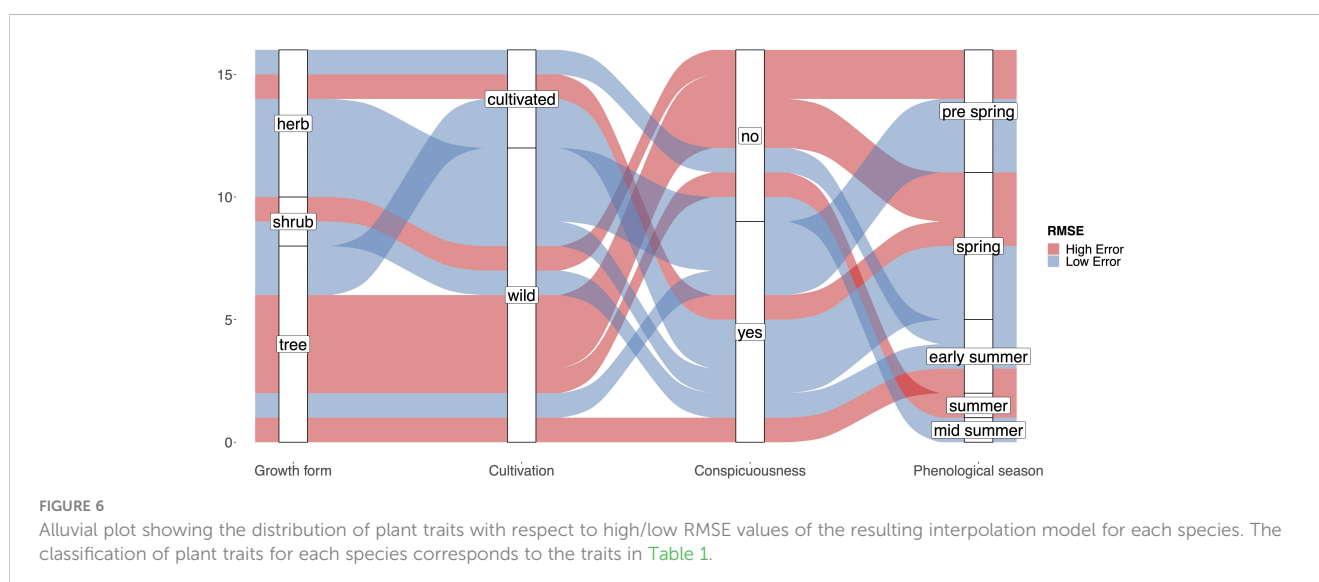 15-
10-
5-
0-
herb
shrub
tree
cultivated
wild
no
yes
pre spring
spring
early summer
summer
mid summer
Growth form
Cultivation
Conspicuousness
Phenological season
RMSE
High Error
Low Error
FIGURE 6
Alluvial plot showing the distribution of plant traits with respect to high/low RMSE values of the resulting interpolation model for each species. The
classification of plant traits for each species corresponds to the traits in Table 1.